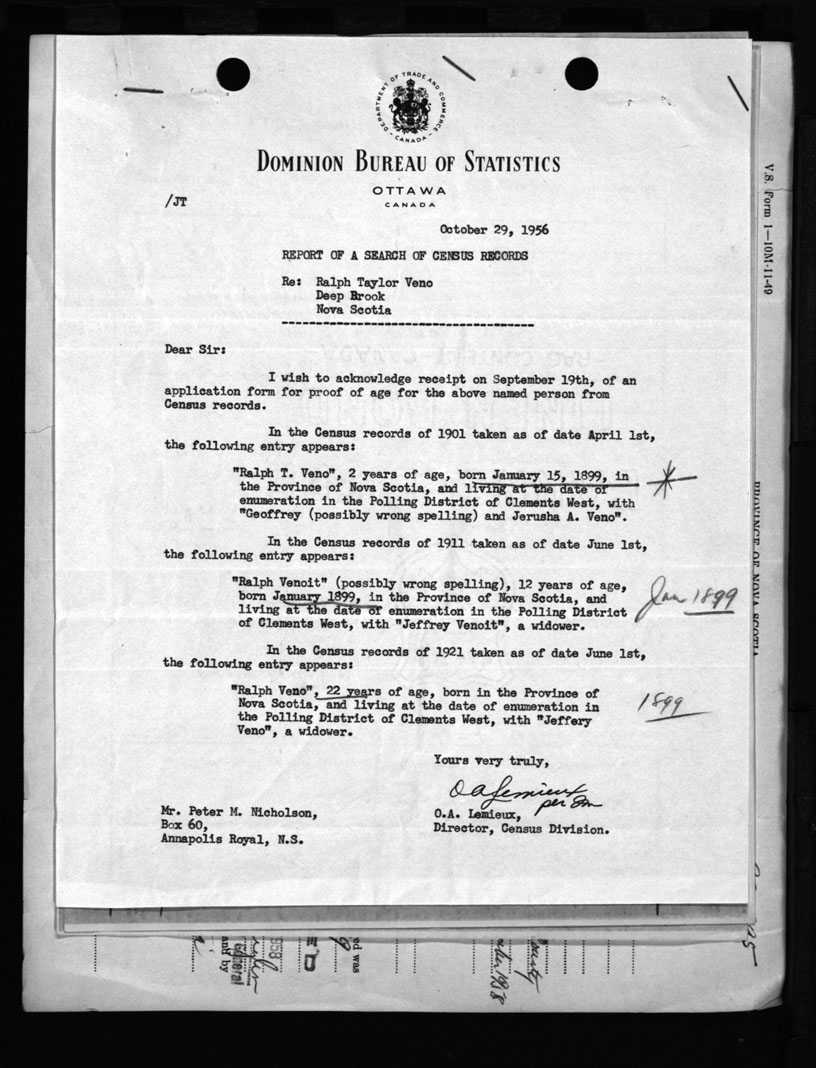 DEPARTMENT OF TRADE AND COMMERCE
CANADA
DOMINION BUREAU OF STATISTICS
OTTAWA
CANADA
/JT
October 29, 1956
REPORT OF A SEARCH OF CENSUS RECORDS
Re: Ralph Taylor Veno
Deep Brook
Nova Scotia
-----------------------------------
Dear Sir:
I wish to acknowledge receipt on September 19th, of an
application form for proof of age for the above named person from
Census records.
In the Census records of 1901 taken as of date April 1st,
the following entry appears:
"Ralph T. Veno", 2 years of age, born January 15, 1899, in
the Province of Nova Scotia, and living at the date of
enumeration in the Polling District of Clements West, with
"Geoffrey (possibly wrong spelling) and Jerusha A. Veno".
In the Census records of 1911 taken as of date June 1st,
the following entry appears:
"Ralph Venoit" (possibly wrong spelling), 12 years of age,
born January 1899, in the Province of Nova Scotia, and
living at the date of enumeration in the Polling District
of Clements West, with "Jeffrey Venoit", a widower.
Jan 1899
In the Census records of 1921 taken as of date June 1st,
the following entry appears:
"Ralph Veno", 22 years of age, born in the Province of
Nova Scotia, and living at the date of enumeration in
the Polling District of Clements West, with "Jeffery
Veno", a widower.
1899
Yours very truly,
O A Lemieux
per
O.A. Lemieux,
Director, Census Division.
Mr. Peter M. Nicholson,
Box 60,
Annapolis Royal, N.S.
V.S. Form 1—10M-11-49
PROVINCE OF NOVA SCOTIA
ed was
958
General
and by